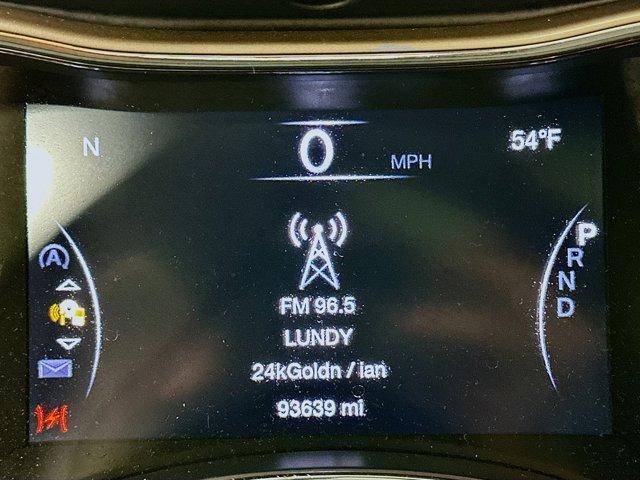 N
0 MPH
54°F
A
P
R
N
D
FM 96.5
LUNDY
24kGoldn / ian
93639 mi